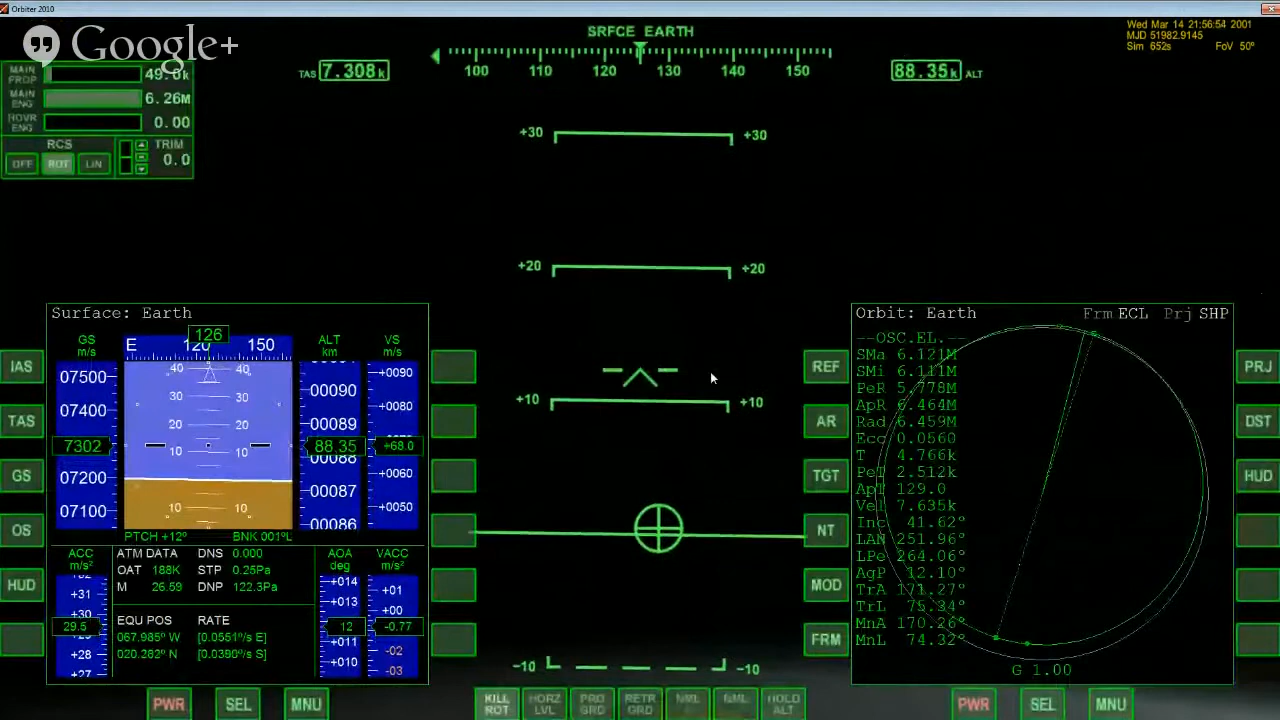 Orbiter 2010
Google+
SRFCE EARTH
100 110 120 130 140 150
TAS 7.308k
88.35k ALT
Wed Mar 14 21:56:54 2001
MJD 51982.9145
Sim 652s FoV 50°
MAIN PROP 49.0k
MAIN ENG 6.26M
HOVR ENG 0.00
RCS TRIM
OFF ROT LIN 0.0
+30 +30
+20 +20
+10 +10
-10 -10
Surface: Earth
GS m/s
126
E 120 150
ALT km
VS m/s
07500
07400
7302
07200
07100
40 40
30 30
20 20
10 10
10 10
00090
00089
88.35
00088
00087
00086
+0090
+0080
+68.0
+0060
+0050
PTCH +12° BNK 001°L
ACC m/s²
ATM DATA
OAT 188K
M 26.59
DNS 0.000
STP 0.25Pa
DNP 122.3Pa
AOA deg
VACC m/s²
+31
+30
29.5
+28
+27
+014
+013
12
+011
+010
+01
+00
-0.77
-02
-03
EQU POS RATE
067.985° W [0.0551°/s E]
020.282° N [0.0390°/s S]
IAS
TAS
GS
OS
HUD
PWR SEL MNU
KILL ROT
HORZ LVL
PRO GRD
RETR GRD
NML +
NML -
HOLD ALT
REF
AR
TGT
NT
MOD
FRM
Orbit: Earth Frm ECL Prj SHP
--OSC.EL.--
SMa 6.121M
SMi 6.111M
PeR 5.778M
ApR 6.464M
Rad 6.459M
Ecc 0.0560
T 4.766k
PeT 2.512k
ApT 129.0
Vel 7.635k
Inc 41.62°
LAN 251.96°
LPe 264.06°
AgP 12.10°
TrA 171.27°
TrL 75.34°
MnA 170.26°
MnL 74.32°
G 1.00
PRJ
DST
HUD
PWR SEL MNU